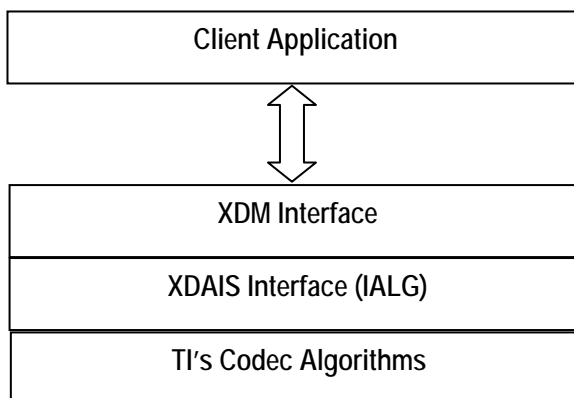 Client Application
XDM Interface
XDAIS Interface (IALG)
TI's Codec Algorithms